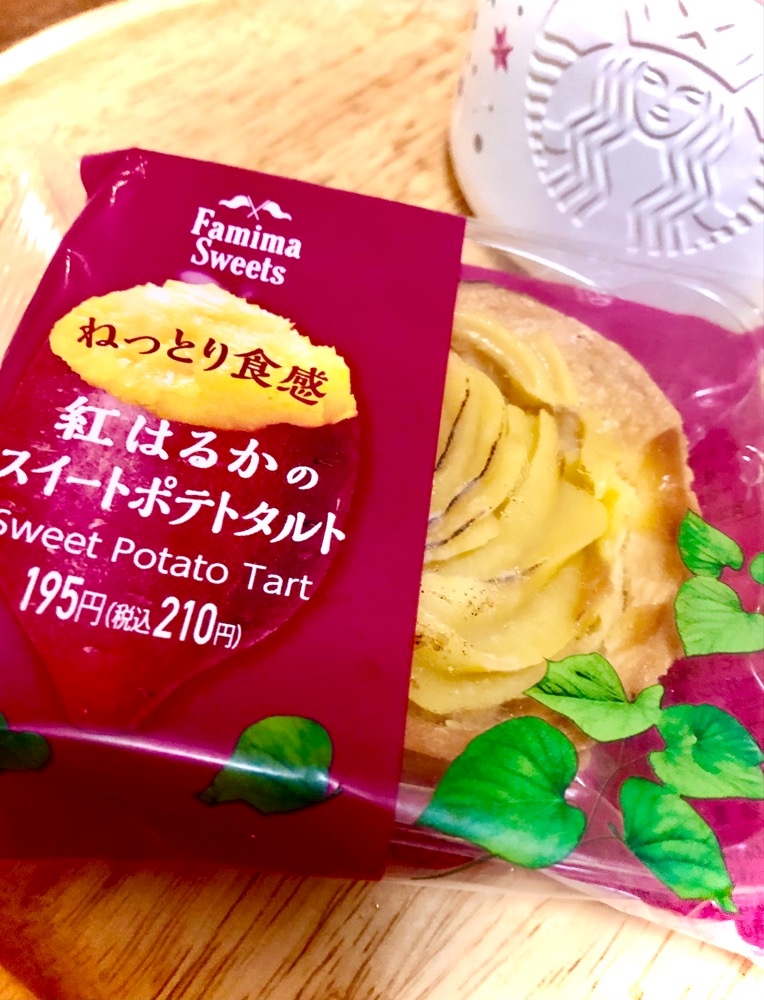 Famima
Sweets
ねっとり食感
紅はるかの
スイートポテトタルト
Sweet Potato Tart
195円(税込210円)